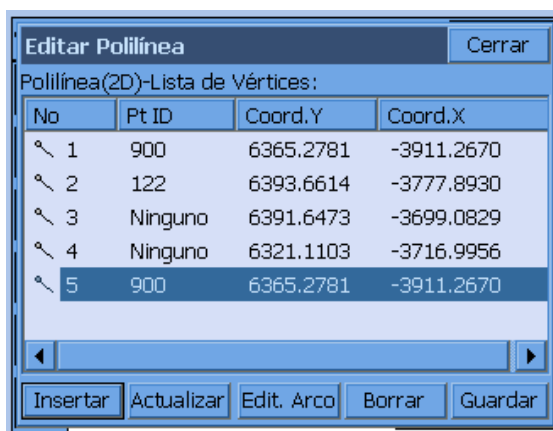 Editar Polilínea Cerrar
Polilínea(2D)-Lista de Vértices:
No Pt ID Coord.Y Coord.X
1 900 6365.2781 -3911.2670
2 122 6393.6614 -3777.8930
3 Ninguno 6391.6473 -3699.0829
4 Ninguno 6321.1103 -3716.9956
5 900 6365.2781 -3911.2670
Insertar Actualizar Edit. Arco Borrar Guardar